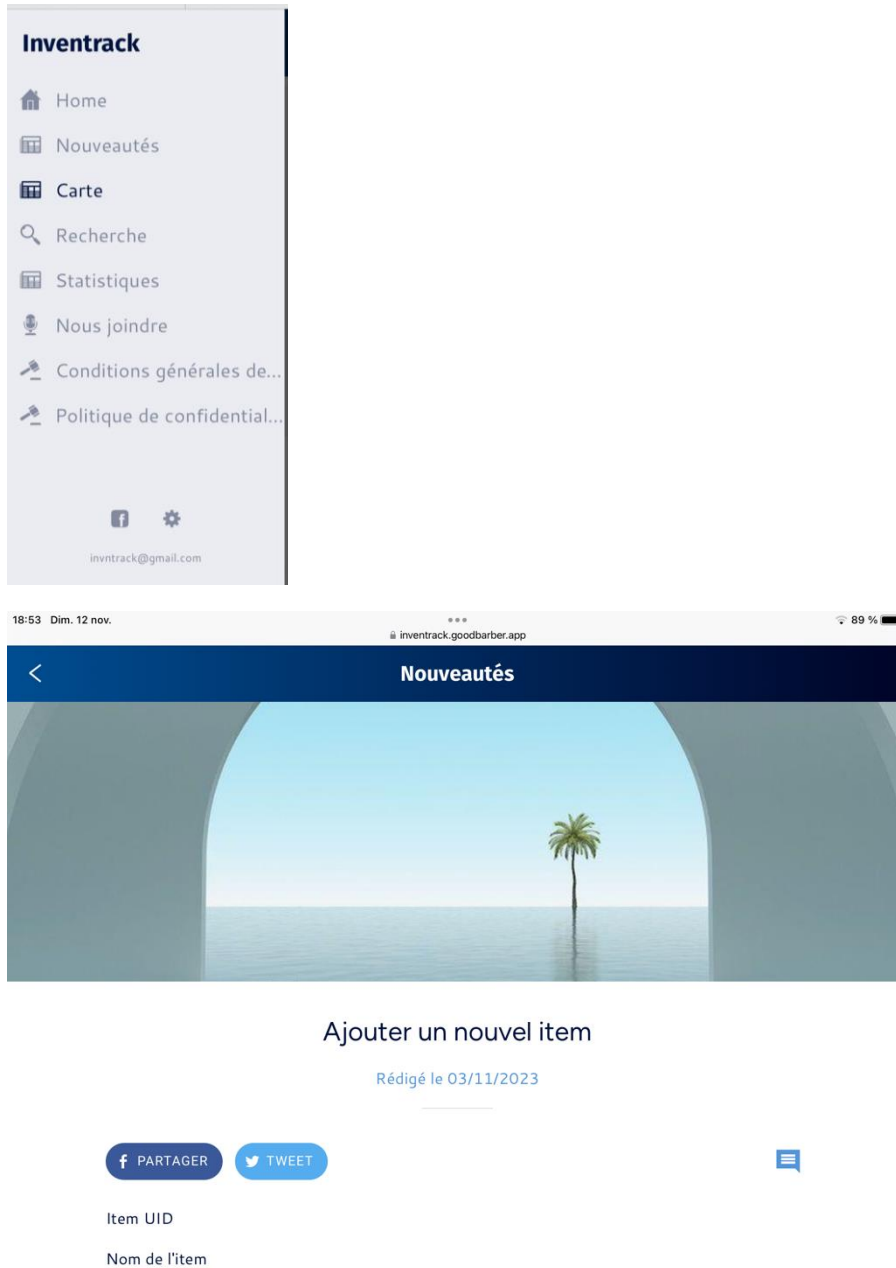 Inventrack
Home
Nouveautés
Carte
Recherche
Statistiques
Nous joindre
Conditions générales de...
Politique de confidential...
invntrack@gmail.com
18:53 Dim. 12 nov.
89 %
inventrack.goodbarber.app
Nouveautés
Ajouter un nouvel item
Rédigé le 03/11/2023
PARTAGER
TWEET
Item UID
Nom de l'item